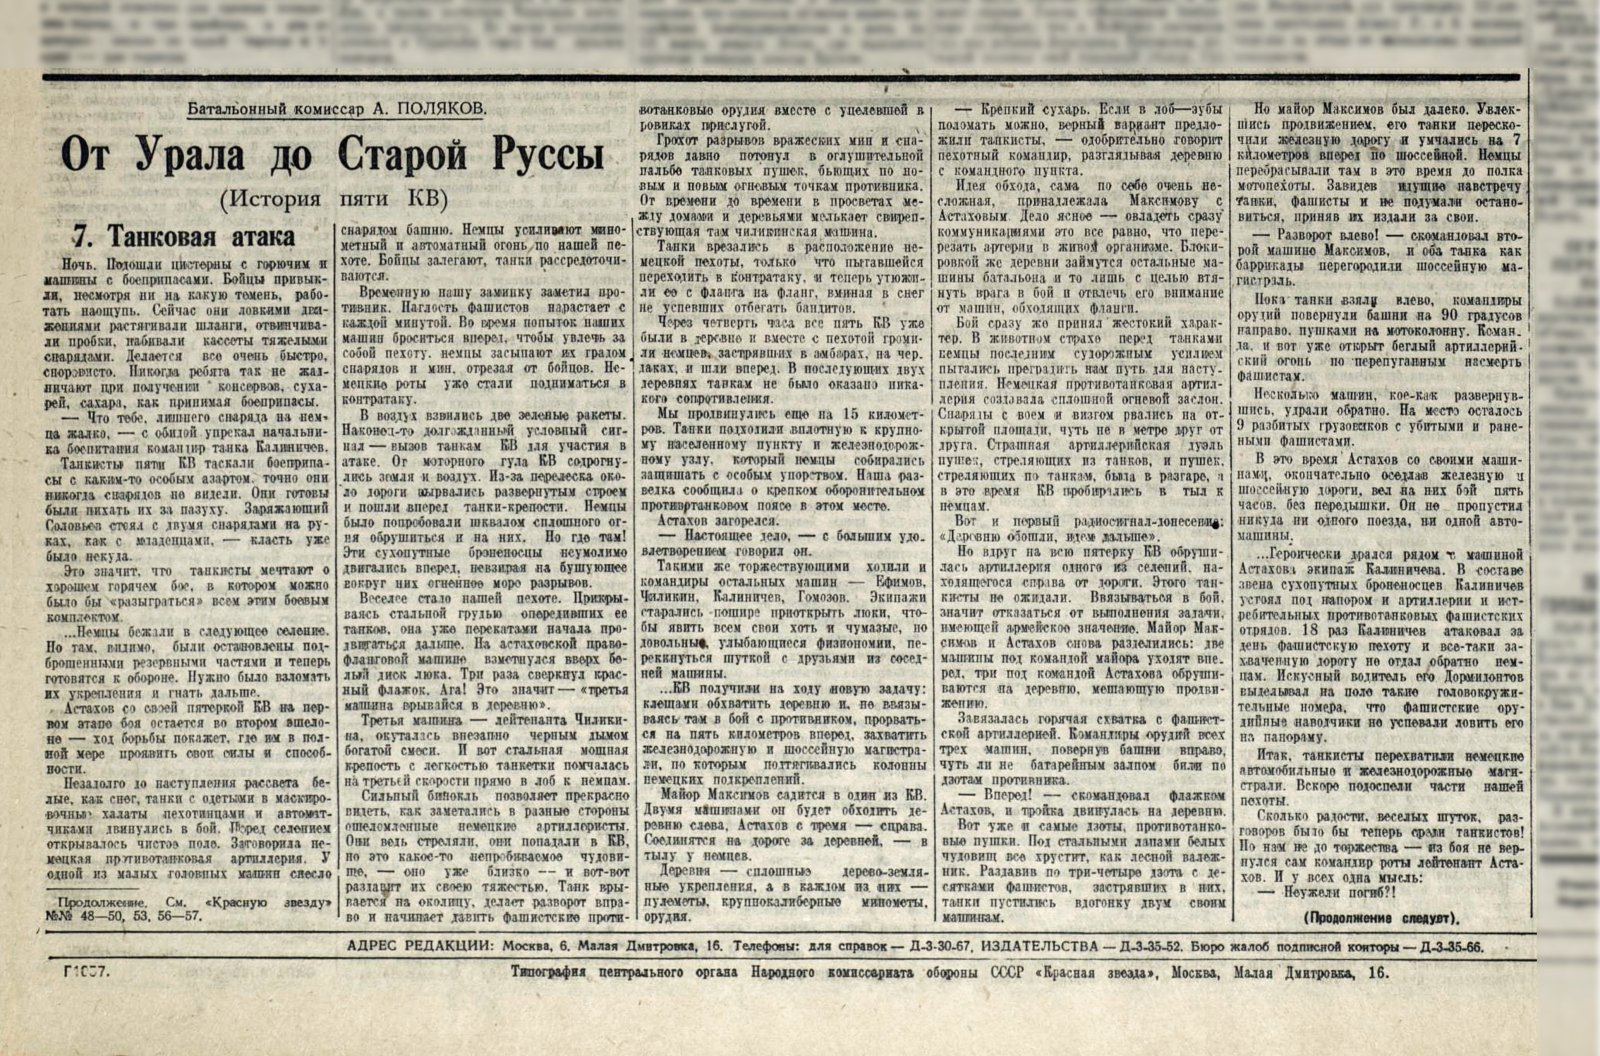 Батальонный комиссар А. ПОЛЯКОВ.
От Урала до Старой Руссы
(История пяти КВ)
7. Танковая атака
Ночь. Подошли цистерны с горючим и
машины с боеприпасами. Бойцы привык-
ли, несмотря ни на какую темень, рабо-
тать наощупь. Сейчас они ловкими дви-
жениями растягивали шланги, отвинчива-
ли пробки, набивали кассеты тяжелыми
снарядами. Делается все очень быстро,
сноровисто. Никогда ребята так не жад-
ничают при получении консервов, суха-
рей, сахара, как принимая боеприпасы.
— Что тебе, лишнего снаряда на нем-
ца жалко, — с обидой упрекал начальни-
ка боепитания командир танка Калиничев.
Танкисты пяти КВ таскали боеприпа-
сы с каким-то особым азартом, точно они
никогда снарядов не видели. Они готовы
были пихать их за пазуху. Заряжающий
Соловьев стоял с двумя снарядами на ру-
ках, как с младенцами, — класть уже
было некуда.
Это значит, что танкисты мечтают о
хорошем горячем бое, в котором можно
было бы «разыграться» всем этим боевым
комплектом.
...Немцы бежали в следующее селение.
Но там, видимо, были остановлены под-
брошенными резервными частями и теперь
готовятся к обороне. Нужно было взломать
их укрепления и гнать дальше.
Астахов со своей пятеркой КВ на пер-
вом этапе боя остается во втором эшело-
не — ход борьбы покажет, где им в пол-
ной мере проявить свои силы и способ-
ности.
Незадолго до наступления рассвета бе-
лые, как снег, танки с одетыми в маскиро-
вочные халаты пехотинцами и автомат-
чиками двинулись в бой. Перед селением
открывалось чистое поле. Заговорила не-
мецкая противотанковая артиллерия. У
одной из малых головных машин снесло
Продолжение. См. «Красную звезду»
№№ 48—50, 53, 56—57.
снарядом башню. Немцы усиливают мино-
метный и автоматный огонь по нашей пе-
хоте. Бойцы залегают, танки рассредоточи-
ваются.
Временную нашу заминку заметил про-
тивник. Наглость фашистов нарастает с
каждой минутой. Во время попыток наших
машин броситься вперед, чтобы увлечь за
собой пехоту, немцы засыпают их градом
снарядов и мин, отрезая от бойцов. Не-
мецкие роты уже стали подниматься в
контратаку.
В воздух взвились две зеленые ракеты.
Наконец-то долгожданный условный сиг-
нал — вызов танкам КВ для участия в
атаке. От моторного гула КВ содрогну-
лись земля и воздух. Из-за перелеска око-
ло дороги вырвались развернутым строем
и пошли вперед танки-крепости. Немцы
было попробовали шквалом сплошного ог-
ня обрушиться и на них. Но где там!
Эти сухопутные броненосцы неумолимо
двигались вперед, невзирая на бушующее
вокруг них огненное море разрывов.
Веселее стало нашей пехоте. Прикры-
ваясь стальной грудью опередивших ее
танков, она уже перекатами начала про-
двигаться дальше. На астаховской право-
фланговой машине взметнулся вверх бе-
лый диск люка. Три раза сверкнул крас-
ный флажок. Ага! Это значит — «третья
машина врывайся в деревню».
Третья машина — лейтенанта Чилики-
на, окуталась внезапно черным дымом
богатой смеси. И вот стальная мощная
крепость с легкостью танкетки помчалась
на третьей скорости прямо в лоб к немцам.
Сильный бинокль позволяет прекрасно
видеть, как заметались в разные стороны
ошеломленные немецкие артиллеристы.
Они ведь стреляли, они попадали в КВ,
но это какое-то непробиваемое чудови-
ще, — оно уже близко — и вот-вот
раздавит их своею тяжестью. Танк вры-
вается на околицу, делает разворот впра-
во и начинает давить фашистские проти-
вотанковые орудия вместе с уцелевшей в
ровиках прислугой.
Грохот разрывов вражеских мин и сна-
рядов давно потонул в оглушительной
пальбе танковых пушек, бьющих по но-
вым и новым огневым точкам противника.
От времени до времени в просветах ме-
жду домами и деревьями мелькает свиреп-
ствующая там чиликинская машина.
Танки врезались в расположение не-
мецкой пехоты, только что пытавшейся
переходить в контратаку, и теперь утюжи-
ли ее с фланга на фланг, вминая в снег
не успевших отбегать бандитов.
Через четверть часа все пять КВ уже
были в деревне и вместе с пехотой громи-
ли немцев, застрявших в амбарах, на чер-
даках, и шли вперед. В последующих двух
деревнях танкам не было оказано ника-
кого сопротивления.
Мы продвинулись еще на 15 километ-
ров. Танки подходили вплотную к крупно-
му населенному пункту и железнодорож-
ному узлу, который немцы собирались
защищать с особым упорством. Наша раз-
ведка сообщила о крепком оборонительном
противртанковом поясе в этом месте.
Астахов загорелся.
— Настоящее дело, — с большим удо-
влетворением говорил он.
Такими же торжествующими ходили и
командиры остальных машин — Ефимов,
Чиликин, Калиничев, Гомозов. Экипажи
старались пошире приоткрыть люки, что-
бы явить всем свои хоть и чумазые, но
довольные, улыбающиеся физиономии, пе-
рекинуться шуткой с друзьями из сосед-
ней машины.
...КВ получили на ходу новую задачу:
клещами обхватить деревню и, не ввязы-
ваясь там в бой с противником, прорвать-
ся на пять километров вперед, захватить
железнодорожную и шоссейную магистра-
ли, по которым подтягивались колонны
немецких подкреплений.
Майор Максимов садится в один из КВ.
Двумя машинами он будет обходить де-
ревню слева, Астахов с тремя — справа.
Соединятся на дороге за деревней, — в
тылу у немцев.
Деревня — сплошные дерево-земля-
ные укрепления, а в каждом из них —
пулеметы, крупнокалиберные минометы,
орудия.
— Крепкий сухарь. Если в лоб—зубы
поломать можно, верный вариант предло-
жили танкисты, — одобрительно говорит
пехотный командир, разглядывая деревню
с командного пункта.
Идея обхода, сама по себе очень не-
сложная, принадлежала Максимову с
Астаховым. Дело ясное — овладеть сразу
коммуникациями это все равно, что пере-
резать артерии в живом организме. Блоки-
ровкой же деревни займутся остальные ма-
шины батальона и то лишь с целью втя-
нуть врага в бой и отвлечь его внимание
от машин, обходящих фланги.
Бой сразу же принял жестокий харак-
тер. В животном страхе перед танками
немцы последним судорожным усилием
пытались преградить нам путь для насту-
пления. Немецкая противотанковая артил-
лерия создавала сплошной огневой заслон.
Снаряды с воем и визгом рвались на от-
крытой площади, чуть не в метре друг от
друга. Страшная артиллерийская дуэль
пушек, стреляющих из танков, и пушек,
стреляющих по танкам, была в разгаре, а
в это время КВ пробирались в тыл к
немцам.
Вот и первый радиосигнал-донесение:
«Деревню обошли, идем дальше».
Но вдруг на всю пятерку КВ обруши-
лась артиллерия одного из селений, на-
ходящегося справа от дороги. Этого тан-
кисты не ожидали. Ввязываться в бой,
значит отказаться от выполнения задачи,
имеющей армейское значение. Майор Мак-
симов и Астахов снова разделились: две
машины под командой майора уходят впе-
ред, три под командой Астахова обруши-
ваются на деревню, мешающую продви-
жению.
Завязалась горячая схватка с фашист-
ской артиллерией. Командиры орудий всех
трех машин, повернув башни вправо,
чуть ли не батарейным залпом били по
дзотам противника.
— Вперед! — скомандовал флажком
Астахов, и тройка двинулась на деревню.
Вот уже и самые дзоты, противотанко-
вые пушки. Под стальными лапами белых
чудовищ все хрустит, как лесной валеж-
ник. Раздавив по три-четыре дзота с де-
сятками фашистов, застрявших в них,
танки пустились вдогонку двум своим
машинам.
Но майор Максимов был далеко. Увлек-
шись продвижением, его танки переско-
чили железную дорогу и умчались на 7
километров вперед по шоссейной. Немцы
перебрасывали там в это время до полка
мотопехоты. Завидев идущие навстречу
танки, фашисты и не подумали остано-
виться, приняв их издали за свои.
— Разворот влево! — скомандовал вто-
рой машине Максимов, и оба танка как
баррикады перегородили шоссейную ма-
гистраль.
Пока танки взяли влево, командиры
орудий повернули башни на 90 градусов
направо, пушками на мотоколонну. Коман-
да, и вот уже открыт беглый артиллерий-
ский огонь по перепуганным насмерть
фашистам.
Несколько машин, кое-как развернув-
шись, удрали обратно. На место осталось
9 разбитых грузовиков с убитыми и ране-
ными фашистами.
В это время Астахов со своими маши-
нами, окончательно оседлав железную и
шоссейную дороги, вел на них бой пять
часов, без передышки. Он не пропустил
никуда ни одного поезда, ни одной авто-
машины.
...Героически дрался рядом с машиной
Астахова экипаж Калиничева. В составе
звена сухопутных броненосцев Калиничев
устоял под напором и артиллерии и ист-
ребительных противотанковых фашистских
отрядов. 18 раз Калиничев атаковал за
день фашистскую пехоту и все-таки за-
хваченную дорогу не отдал обратно нем-
цам. Искусный водитель его Дормидонтов
выделывал на поле такие головокружи-
тельные номера, что фашистские ору-
дийные наводчики не успевали ловить его
на панораму.
Итак, танкисты перехватили немецкие
автомобильные и железнодорожные маги-
страли. Вскоре подоспели части нашей
пехоты.
Сколько радости, веселых шуток, раз-
говоров было бы теперь среди танкистов!
Но нам не до торжества — из боя не вер-
нулся сам командир роты лейтенант Аста-
хов. И у всех одна мысль:
— Неужели погиб?!
(Продолжение следует).
АДРЕС РЕДАКЦИИ: Москва, 6, Малая Дмитровка, 16. Телефоны: для справок — Д-3-30-67, ИЗДАТЕЛЬСТВА — Д-3-35-52. Бюро жалоб подписной конторы — Д-3-35-66.
Типография центрального органа Народного комиссариата обороны СССР «Красная звезда», Москва, Малая Дмитровка, 16.